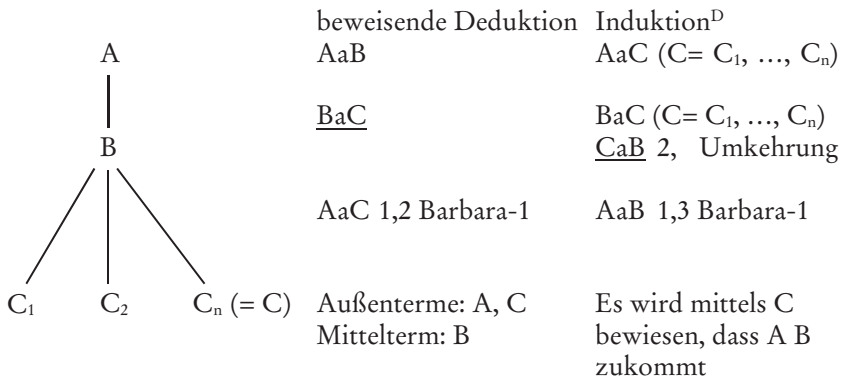 beweisende Deduktion Induktionᴰ
A AaB AaC (C= C₁, …, Cₙ)
BaC BaC (C= C₁, …, Cₙ)
B CaB 2, Umkehrung
AaC 1,2 Barbara-1 AaB 1,3 Barbara-1
C₁ C₂ Cₙ (= C) Außenterme: A, C Es wird mittels C
Mittelterm: B bewiesen, dass A B
zukommt